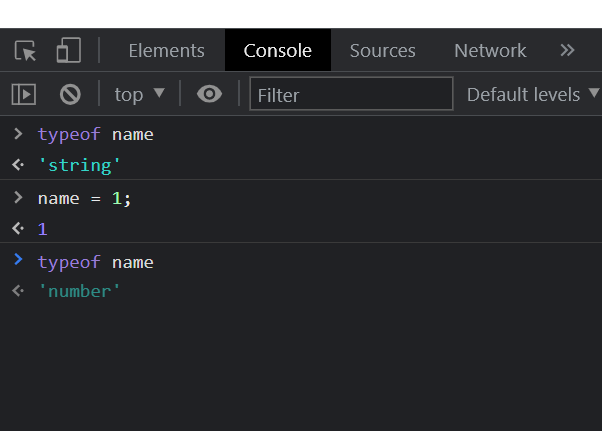 Elements Console Sources Network »
top ▼ Filter Default levels ▼
typeof name
'string'
name = 1;
1
typeof name
'number'